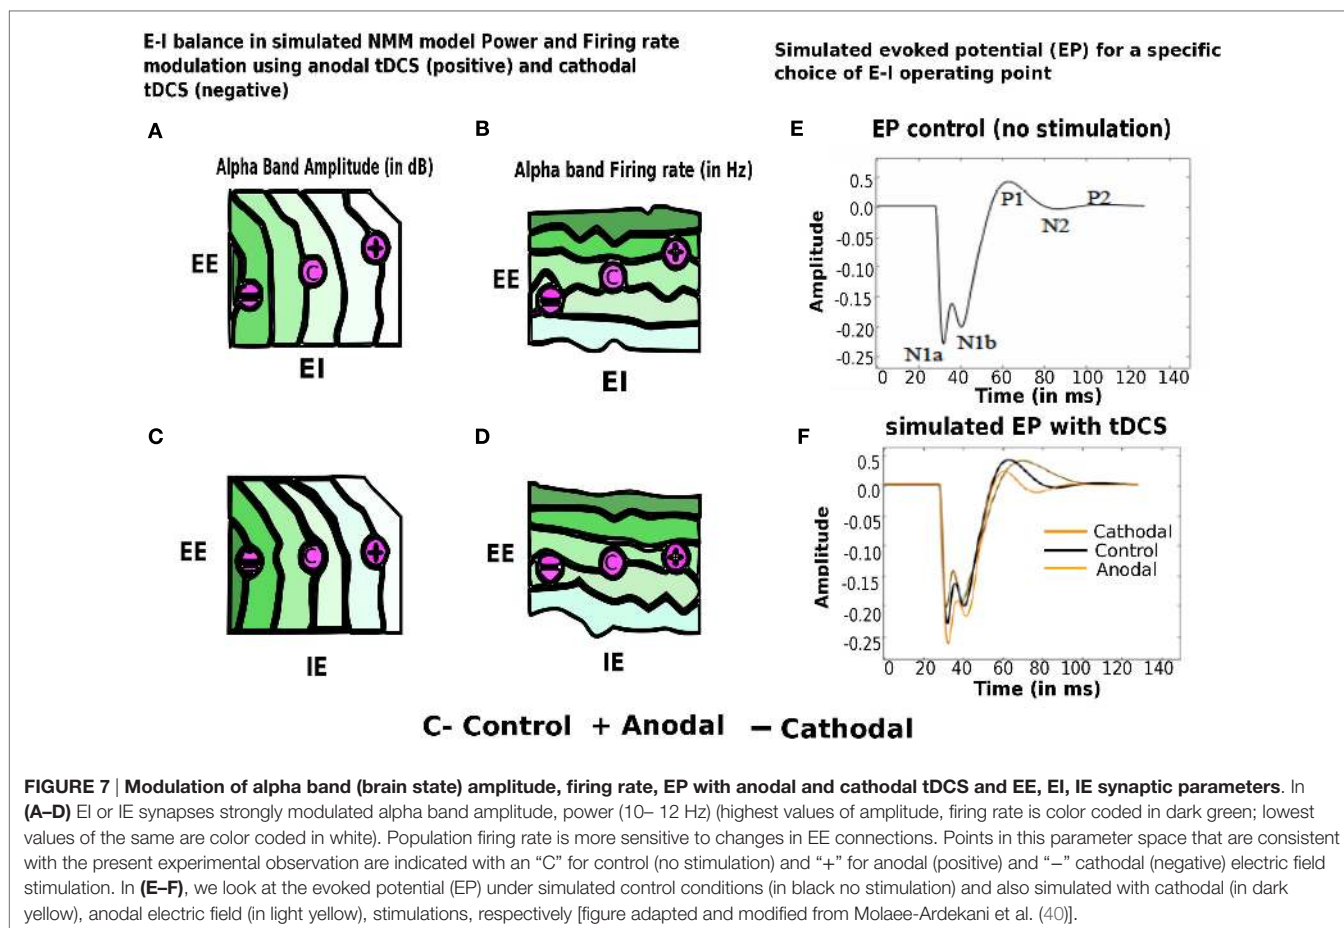 E-I balance in simulated NMM model Power and Firing rate
modulation using anodal tDCS (positive) and cathodal
tDCS (negative)
Simulated evoked potential (EP) for a specific
choice of E-I operating point
A
Alpha Band Amplitude (in dB)
EE
C
EI
B
Alpha band Firing rate (in Hz)
EE
C
EI
E
EP control (no stimulation)
Amplitude
0.5
0.0
-0.05
-0.10
-0.15
-0.20
-0.25
P1
N2
P2
N1a
N1b
0 20 40 60 80 100 120 140
Time (in ms)
C
EE
C
IE
D
EE
C
IE
F
simulated EP with tDCS
Amplitude
0.5
0.0
-0.05
-0.10
-0.15
-0.20
-0.25
Cathodal
Control
Anodal
0 20 40 60 80 100 120 140
Time (in ms)
C- Control + Anodal − Cathodal
FIGURE 7 | Modulation of alpha band (brain state) amplitude, firing rate, EP with anodal and cathodal tDCS and EE, EI, IE synaptic parameters. In
(A–D) EI or IE synapses strongly modulated alpha band amplitude, power (10– 12 Hz) (highest values of amplitude, firing rate is color coded in dark green; lowest
values of the same are color coded in white). Population firing rate is more sensitive to changes in EE connections. Points in this parameter space that are consistent
with the present experimental observation are indicated with an “C” for control (no stimulation) and “+” for anodal (positive) and “−” cathodal (negative) electric field
stimulation. In (E–F), we look at the evoked potential (EP) under simulated control conditions (in black no stimulation) and also simulated with cathodal (in dark
yellow), anodal electric field (in light yellow), stimulations, respectively [figure adapted and modified from Molaee-Ardekani et al. (40)].